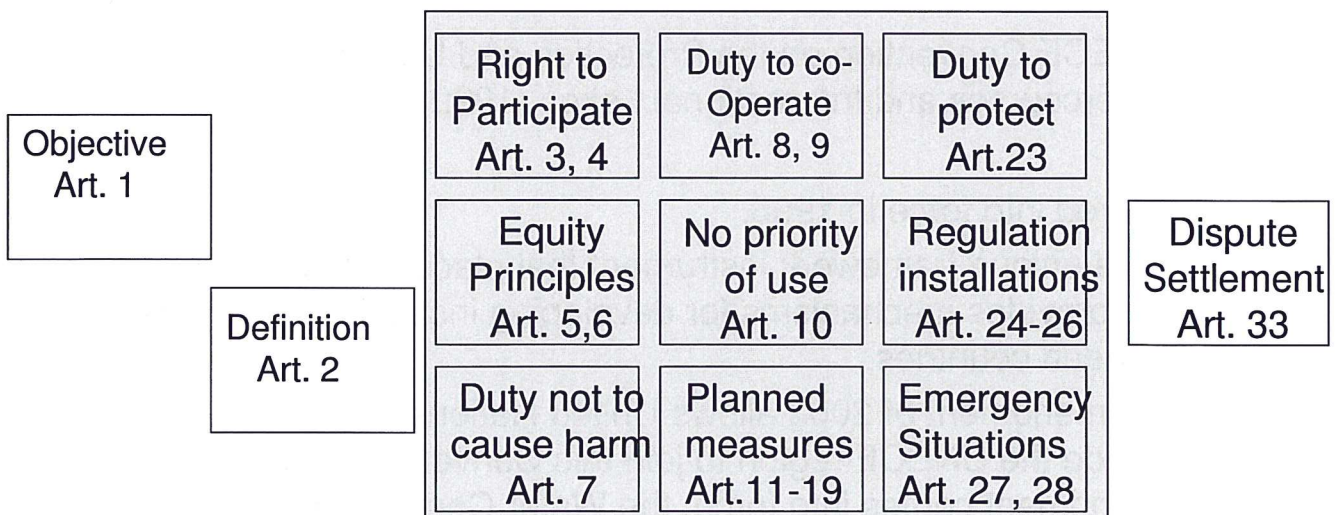 Objective
Art. 1
Definition
Art. 2
Right to
Participate
Art. 3, 4
Duty to co-
Operate
Art. 8, 9
Duty to
protect
Art.23
Equity
Principles
Art. 5,6
No priority
of use
Art. 10
Regulation
installations
Art. 24-26
Duty not to
cause harm
Art. 7
Planned
measures
Art.11-19
Emergency
Situations
Art. 27, 28
Dispute
Settlement
Art. 33